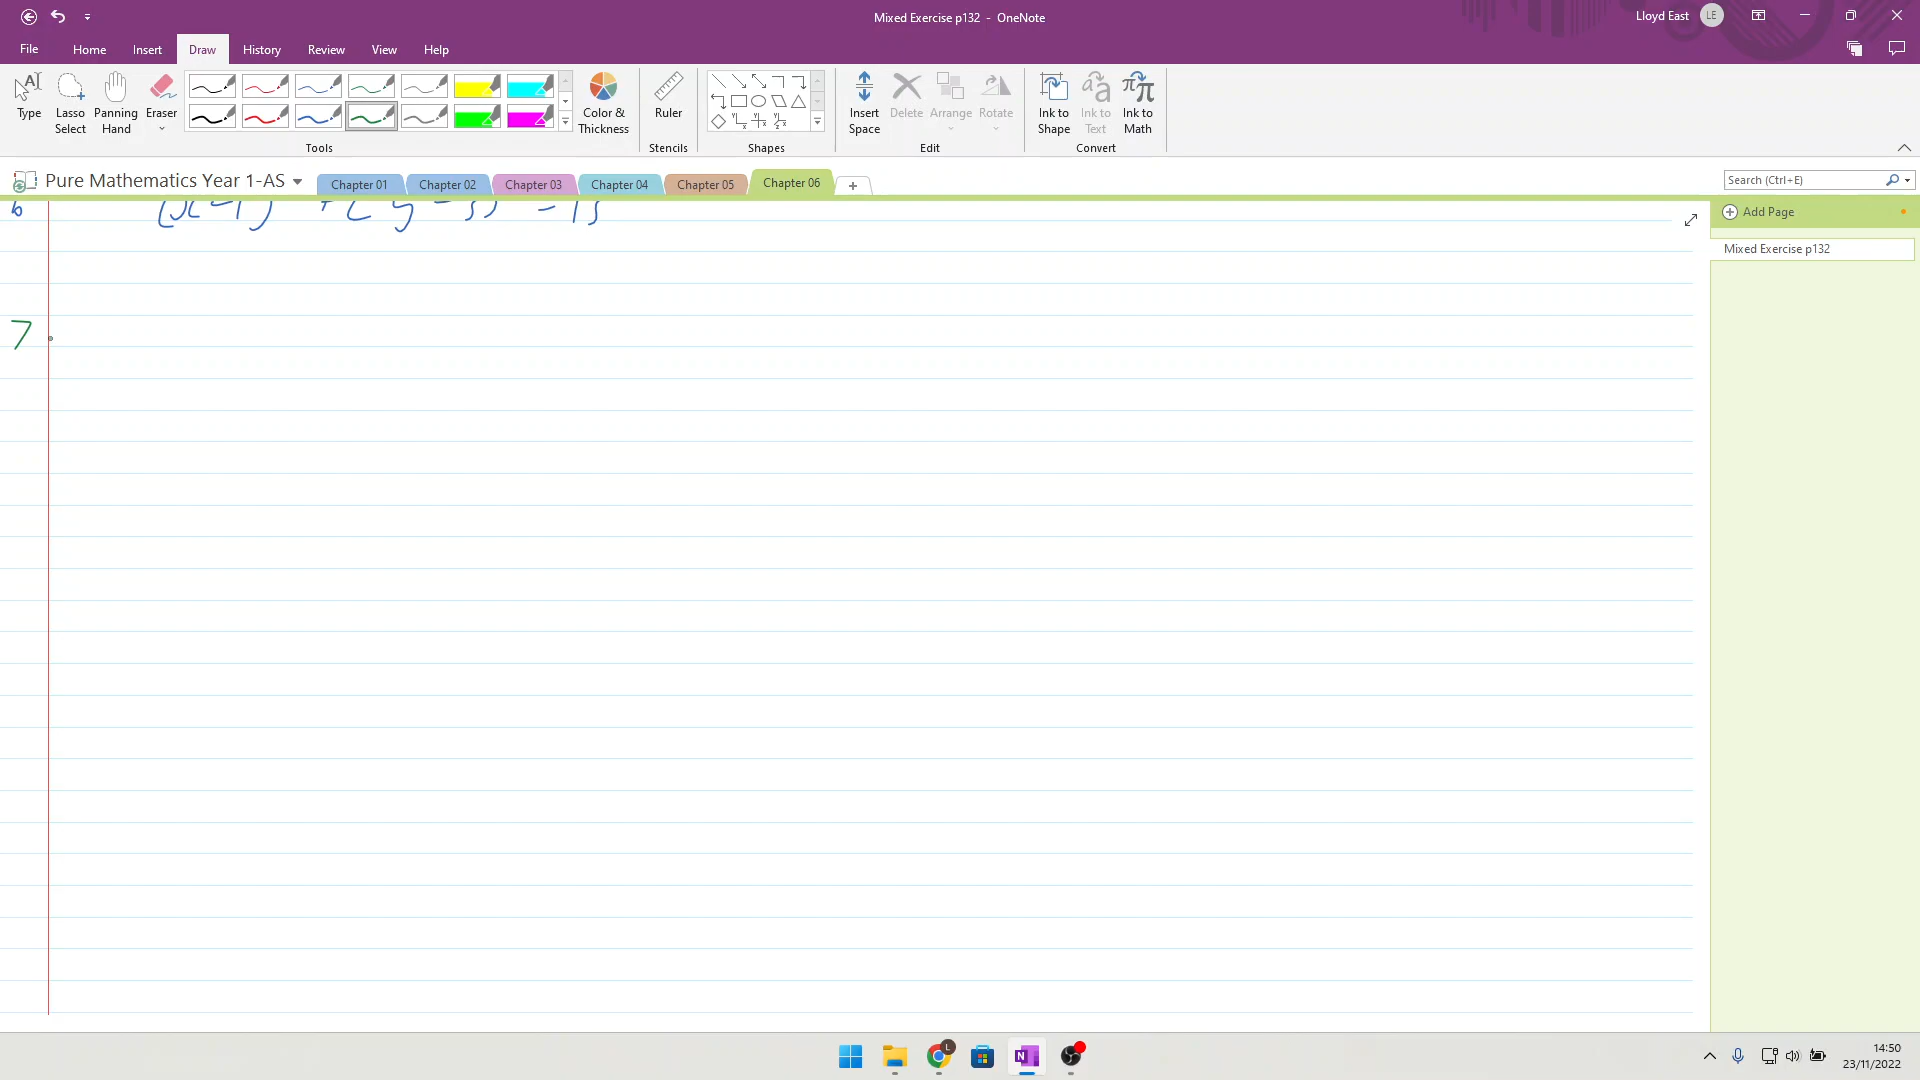 Mixed Exercise p132 - OneNote
Lloyd East LE
File Home Insert Draw History Review View Help
Type
Lasso Select
Panning Hand
Eraser
Color & Thickness
Ruler
Insert Space
Delete
Arrange
Rotate
Ink to Shape
Ink to Text
Ink to Math
Tools Stencils Shapes Edit Convert
Pure Mathematics Year 1-AS Chapter 01 Chapter 02 Chapter 03 Chapter 04 Chapter 05 Chapter 06
Search (Ctrl+E)
Add Page
Mixed Exercise p132
7
14:50
23/11/2022